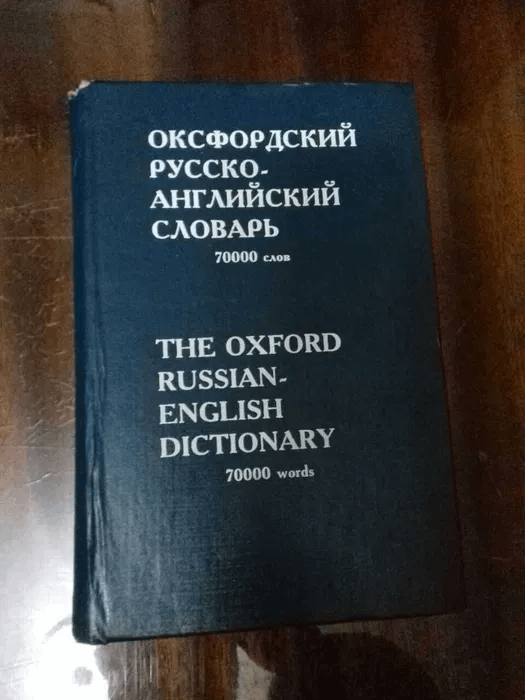 ОКСФОРДСКИЙ
РУССКО-
АНГЛИЙСКИЙ
СЛОВАРЬ
70000 слов
THE OXFORD
RUSSIAN-
ENGLISH
DICTIONARY
70000 words